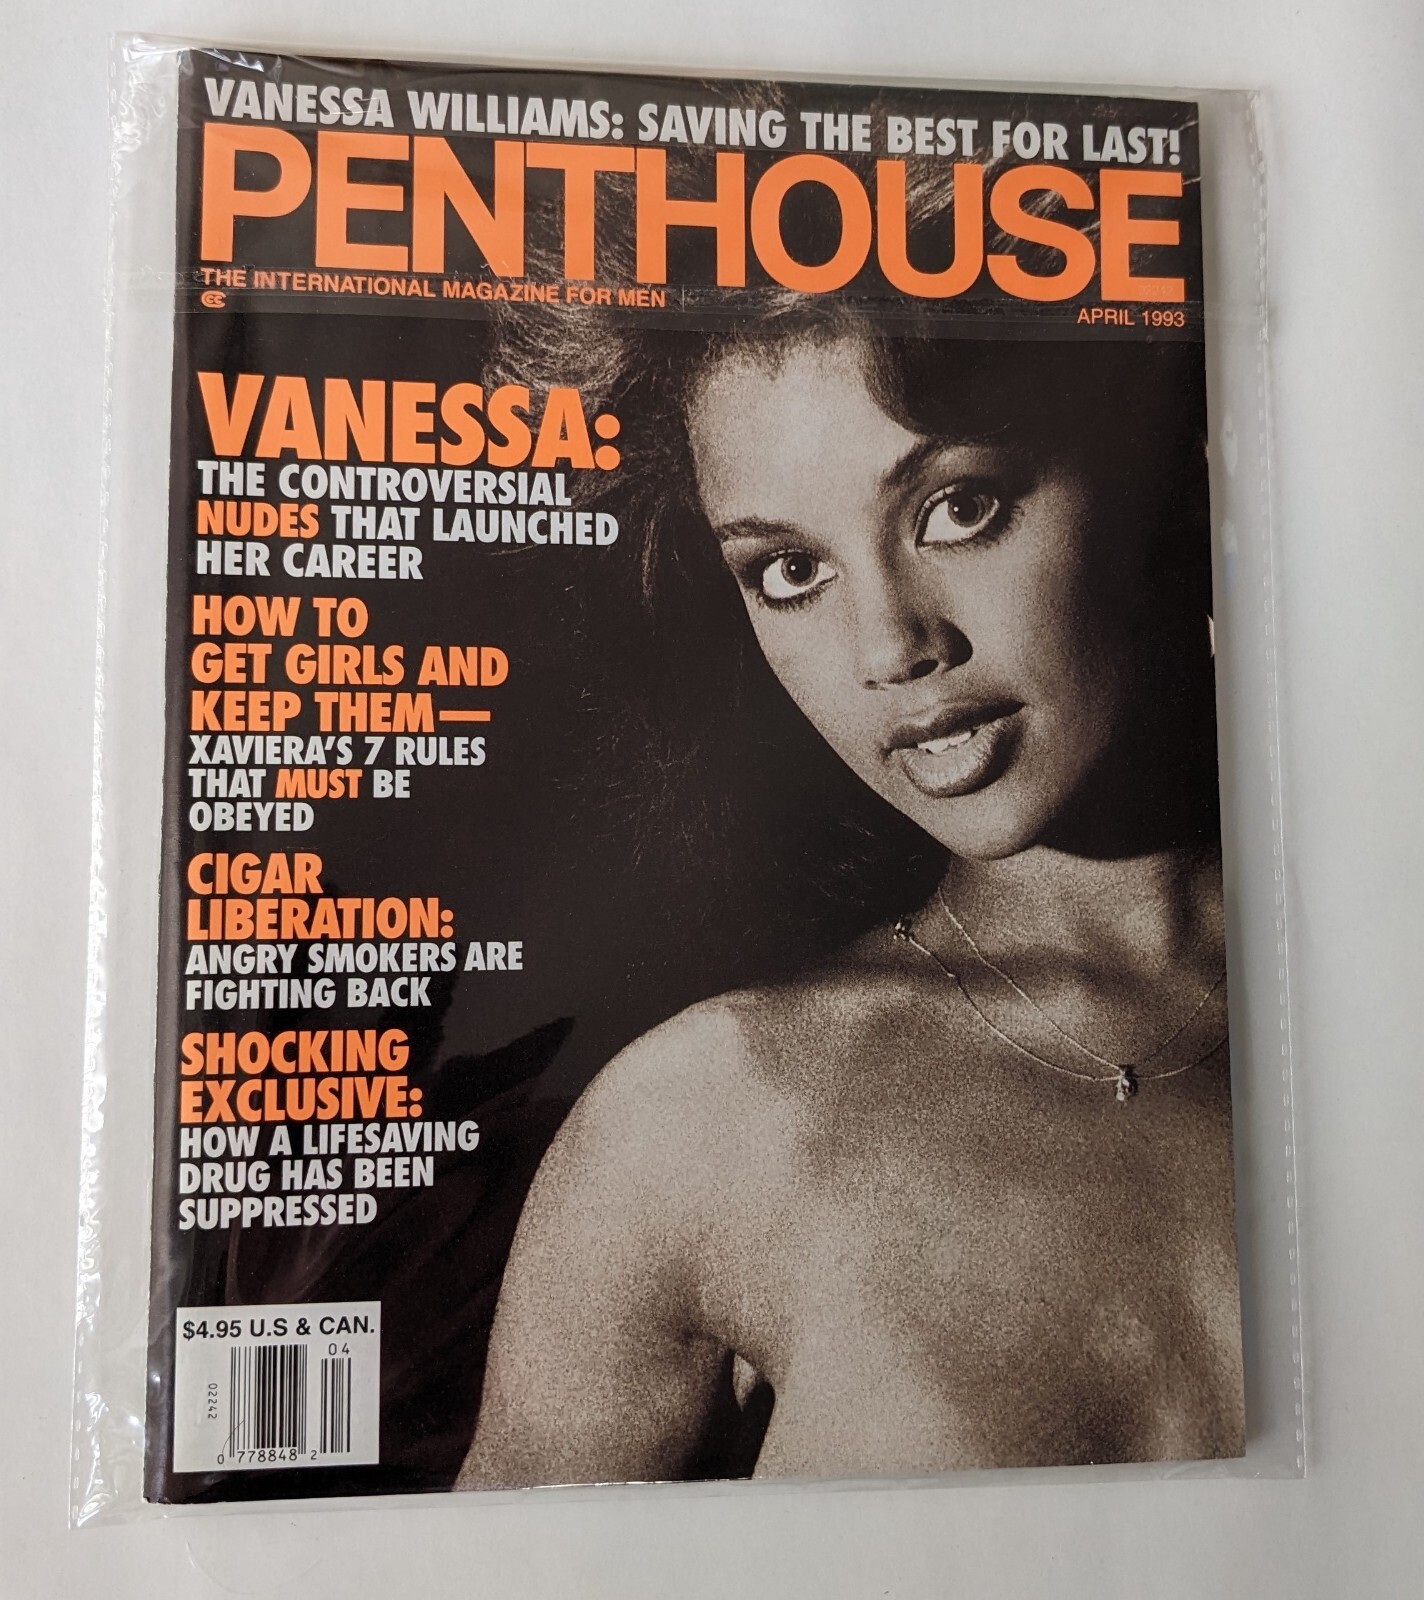 VANESSA WILLIAMS: SAVING THE BEST FOR LAST!
PENTHOUSE
THE INTERNATIONAL MAGAZINE FOR MEN
APRIL 1993
VANESSA:
THE CONTROVERSIAL
NUDES THAT LAUNCHED
HER CAREER
HOW TO
GET GIRLS AND
KEEP THEM—
XAVIERA'S 7 RULES
THAT MUST BE
OBEYED
CIGAR
LIBERATION:
ANGRY SMOKERS ARE
FIGHTING BACK
SHOCKING
EXCLUSIVE:
HOW A LIFESAVING
DRUG HAS BEEN
SUPPRESSED
$4.95 U.S & CAN.
04
02242
0 778848 2